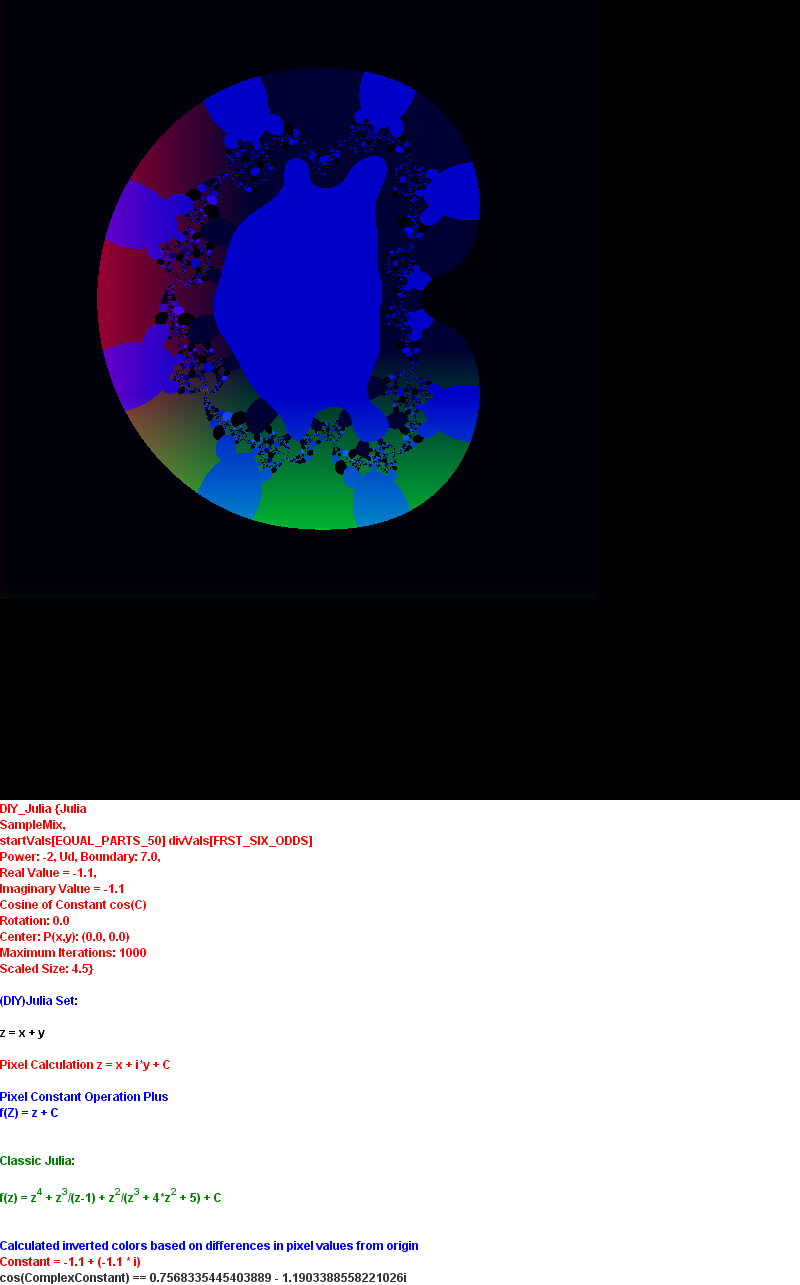 DIY_Julia {Julia
SampleMix,
startVals[EQUAL_PARTS_50] divVals[FRST_SIX_ODDS]
Power: -2, Ud, Boundary: 7.0,
Real Value = -1.1,
Imaginary Value = -1.1
Cosine of Constant cos(C)
Rotation: 0.0
Center: P(x,y): (0.0, 0.0)
Maximum Iterations: 1000
Scaled Size: 4.5}
(DIY)Julia Set:
z = x + y
Pixel Calculation z = x + i*y + C
Pixel Constant Operation Plus
f(Z) = z + C
Classic Julia:
f(z) = z^4 + z^3/(z-1) + z^2/(z^3 + 4*z^2 + 5) + C
Calculated inverted colors based on differences in pixel values from origin
Constant = -1.1 + (-1.1 * i)
cos(ComplexConstant) == 0.7568335445403889 - 1.1903388558221026i